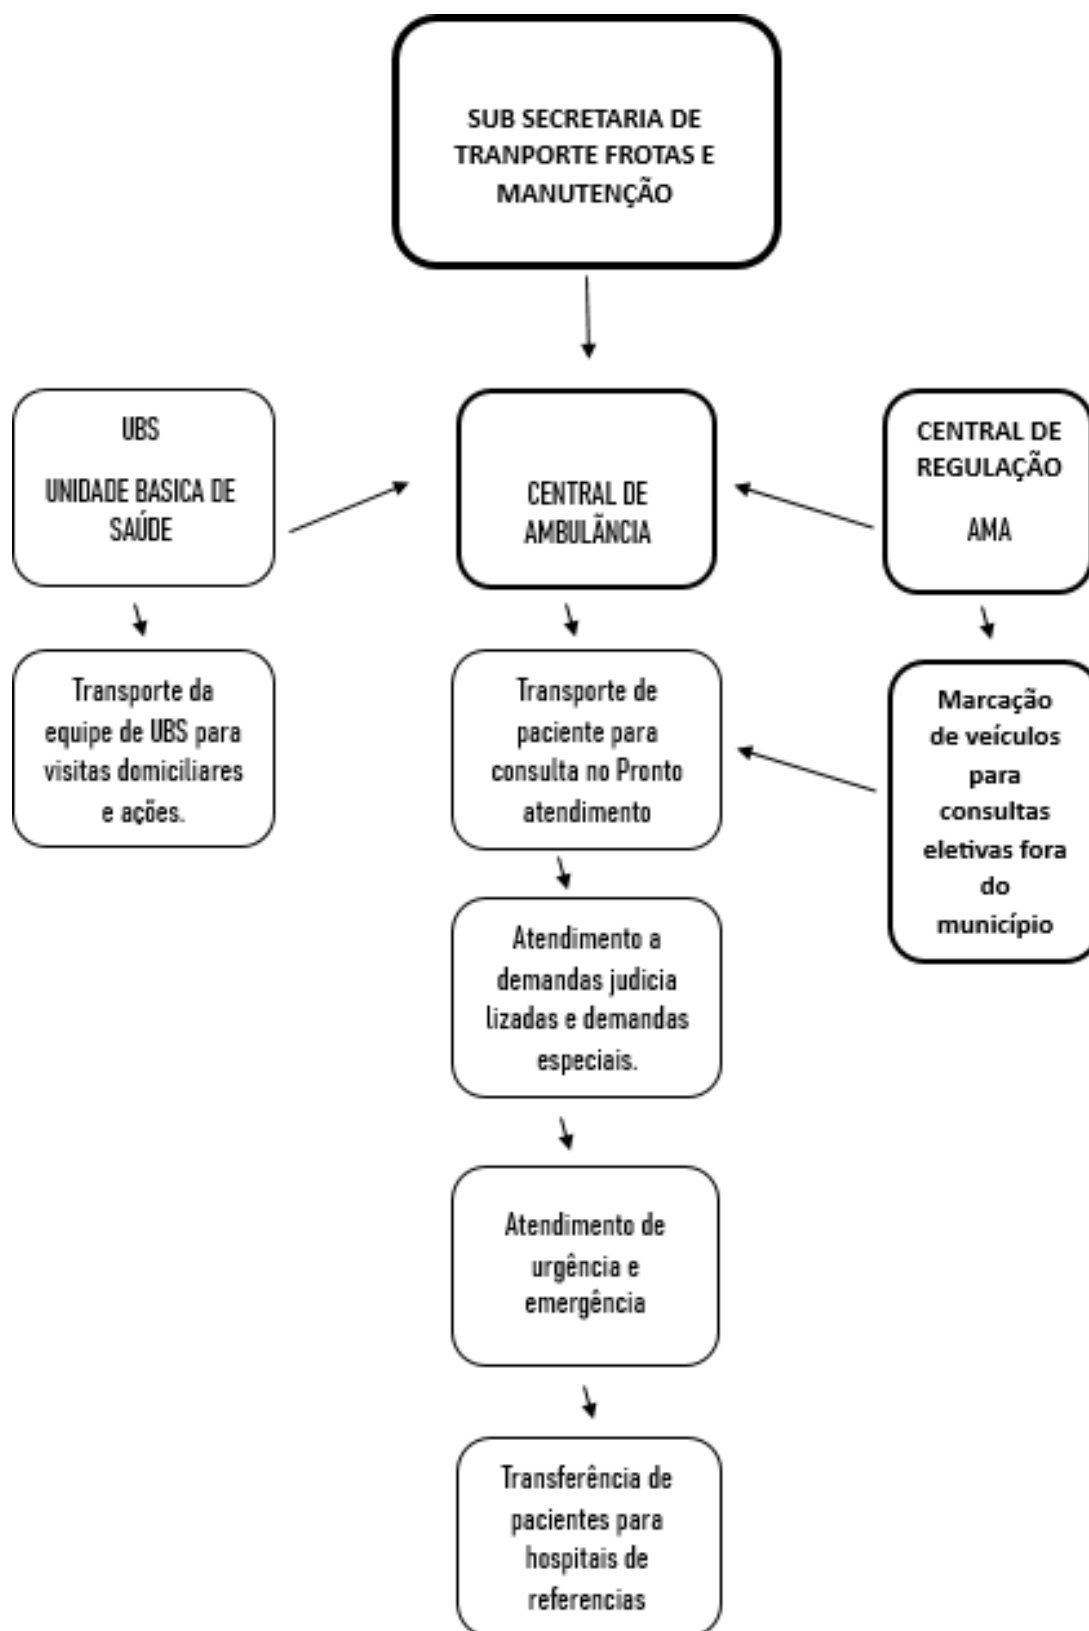 SUB SECRETARIA DE
TRANPORTE FROTAS E
MANUTENÇÃO
UBS
UNIDADE BASICA DE
SAÚDE
CENTRAL DE
AMBULÃNCIA
CENTRAL DE
REGULAÇÃO
AMA
Transporte da
equipe de UBS para
visitas domiciliares
e ações.
Transporte de
paciente para
consulta no Pronto
atendimento
Marcação
de veículos
para
consultas
eletivas fora
do
município
Atendimento a
demandas judicia
lizadas e demandas
especiais.
Atendimento de
urgência e
emergência
Transferência de
pacientes para
hospitais de
referencias